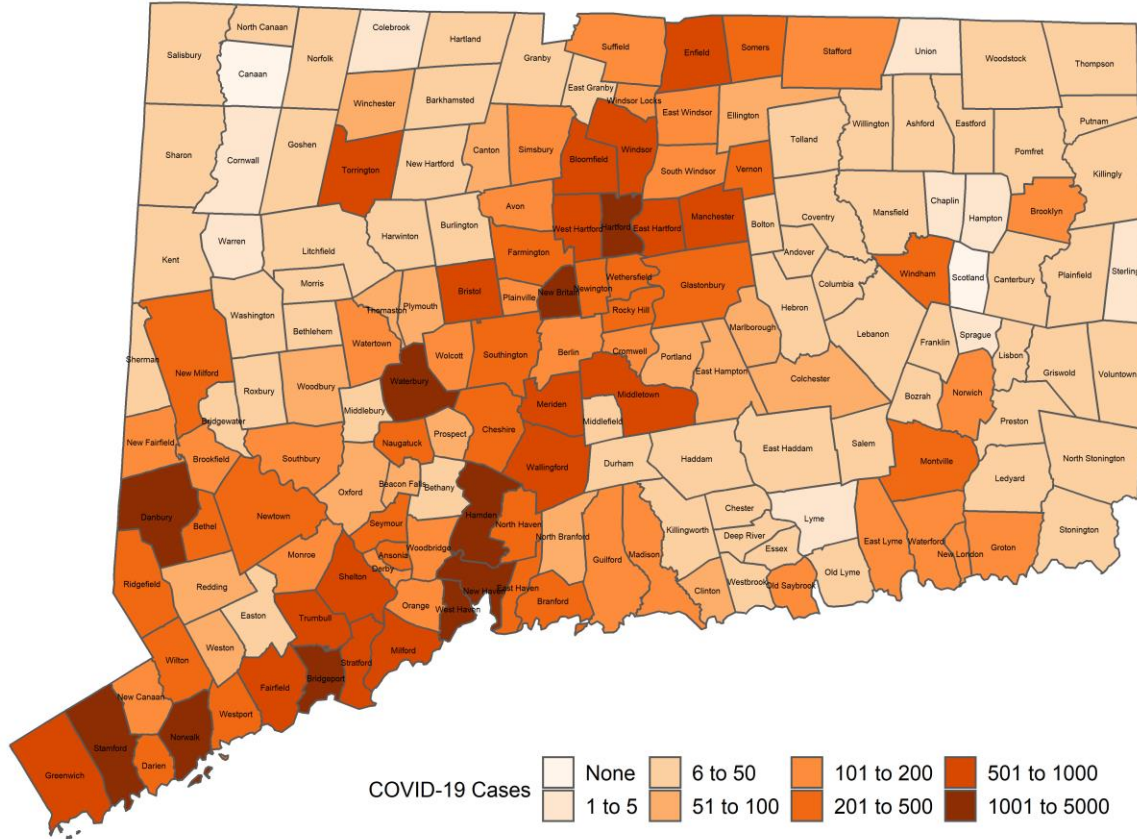 North Canaan
Colebrook
Hartland
Suffield
Enfield
Somers
Stafford
Union
Salisbury
Norfolk
Granby
Woodstock
Thompson
Canaan
East Granby
Winchester
Barkhamsted
Windsor Locks
East Windsor
Ellington
Willington
Ashford
Eastford
Putnam
Sharon
Cornwall
Goshen
Torrington
New Hartford
Canton
Simsbury
Bloomfield
Windsor
South Windsor
Vernon
Tolland
Pomfret
Killingly
Mansfield
Chaplin
Hampton
Brooklyn
Avon
West Hartford
Hartford
East Hartford
Manchester
Bolton
Coventry
Kent
Warren
Litchfield
Harwinton
Burlington
Farmington
Andover
Windham
Scotland
Canterbury
Plainfield
Sterling
Morris
Thomaston
Plymouth
Bristol
Plainville
New Britain
Newington
Wethersfield
Glastonbury
Columbia
Washington
Bethlehem
Watertown
Rocky Hill
Hebron
Lebanon
Marlborough
Sprague
Franklin
Lisbon
Griswold
Voluntown
Sherman
New Milford
Wolcott
Southington
Berlin
Cromwell
Portland
East Hampton
Colchester
Norwich
Bozrah
Preston
Roxbury
Woodbury
Waterbury
Middlebury
Meriden
Middletown
Middlefield
Bridgewater
New Fairfield
Brookfield
Southbury
Naugatuck
Prospect
Cheshire
Wallingford
Durham
Haddam
East Haddam
Salem
Montville
North Stonington
Ledyard
Oxford
Beacon Falls
Bethany
Danbury
Bethel
Newtown
Seymour
Hamden
North Haven
North Branford
Guilford
Madison
Killingworth
Chester
Deep River
Essex
Lyme
East Lyme
Waterford
New London
Groton
Stonington
Ridgefield
Redding
Monroe
Ansonia
Derby
Woodbridge
Shelton
Orange
New Haven
West Haven
East Haven
Branford
Clinton
Westbrook
Old Saybrook
Old Lyme
Easton
Trumbull
Weston
Wilton
Stratford
Milford
Bridgeport
Fairfield
New Canaan
Westport
Norwalk
Stamford
Darien
Greenwich
COVID-19 Cases
None
6 to 50
101 to 200
501 to 1000
1 to 5
51 to 100
201 to 500
1001 to 5000